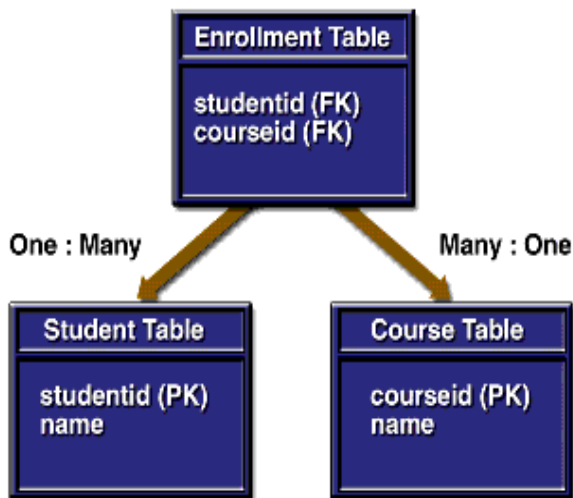 Enrollment Table
studentid (FK)
courseid (FK)
One : Many
Many : One
Student Table
studentid (PK)
name
Course Table
courseid (PK)
name